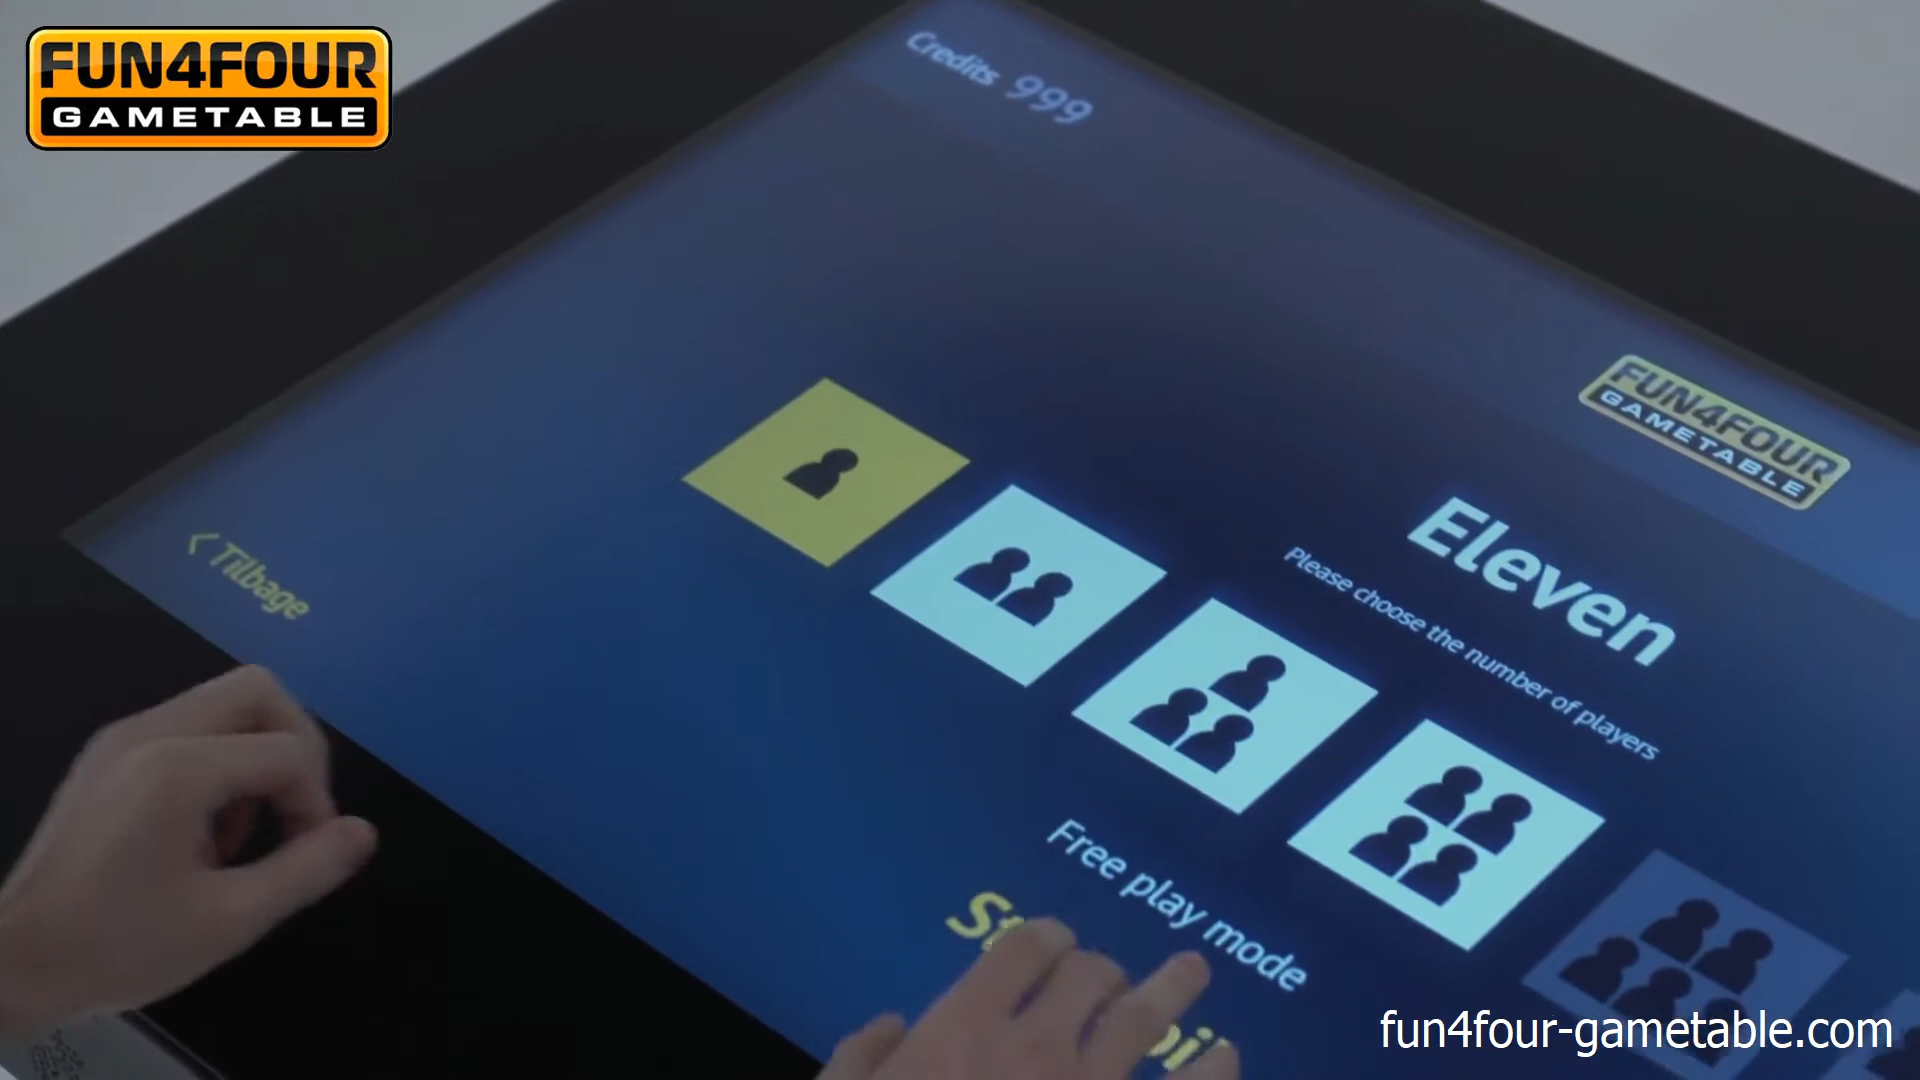 FUN4FOUR
GAMETABLE
Credits 999
FUN4FOUR
GAMETABLE
Eleven
Please choose the number of players
< Tilbage
Free play mode
fun4four-gametable.com